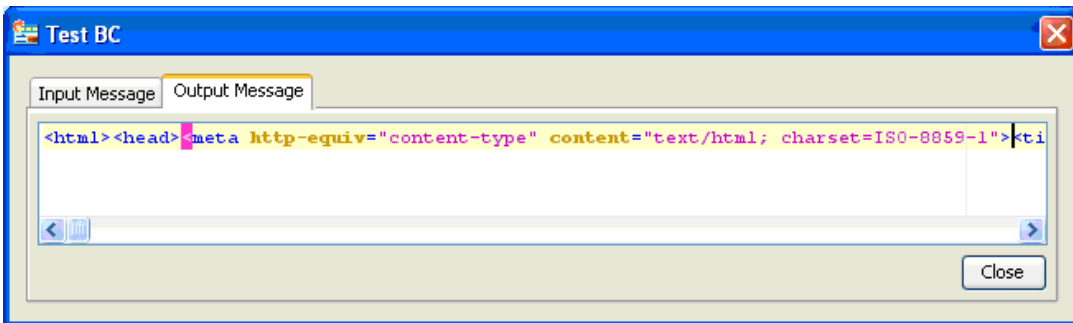 Test BC
Input Message Output Message
<html><head><meta http-equiv="content-type" content="text/html; charset=ISO-8859-1"><ti
Close